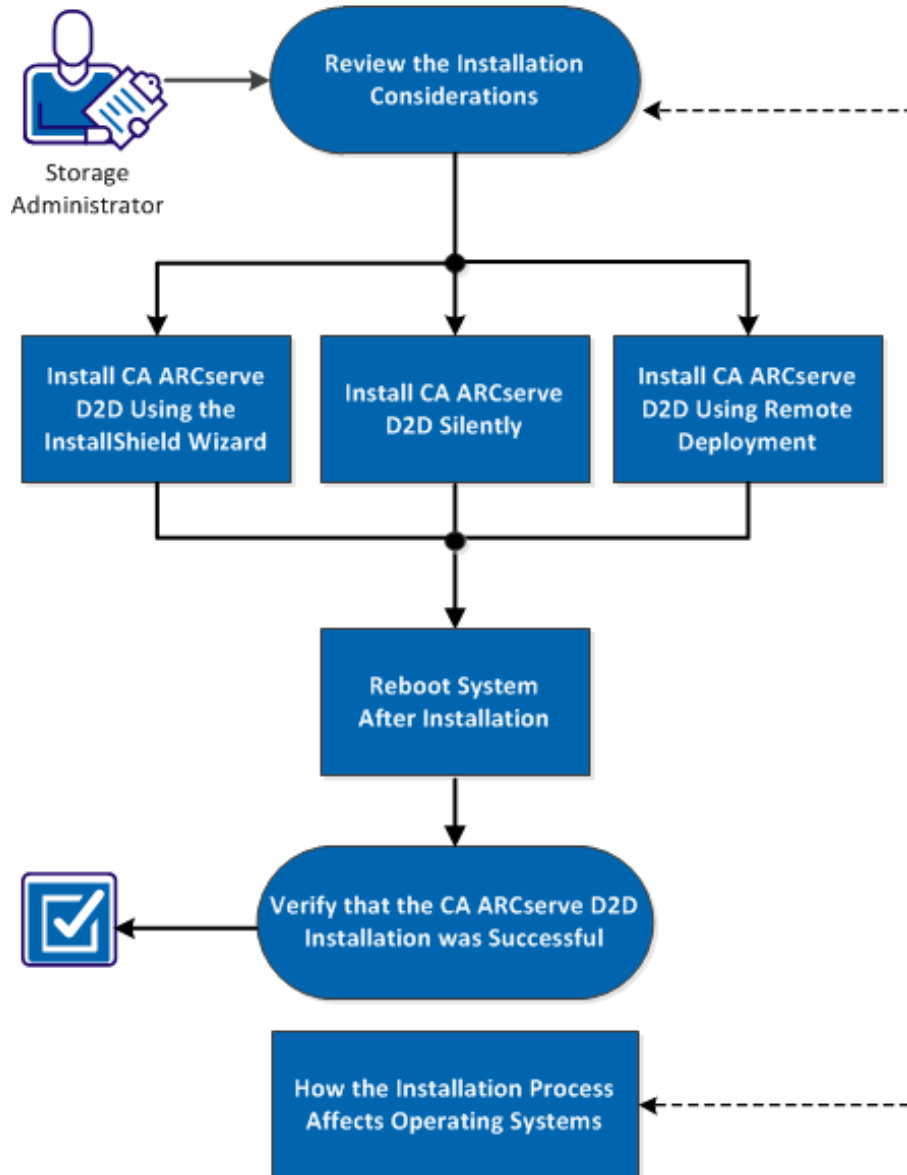 Review the Installation
Considerations
Storage
Administrator
Install CA ARCserve
D2D Using the
InstallShield Wizard
Install CA ARCserve
D2D Silently
Install CA ARCserve
D2D Using Remote
Deployment
Reboot System
After Installation
Verify that the CA ARCserve D2D
Installation was Successful
How the Installation Process
Affects Operating Systems